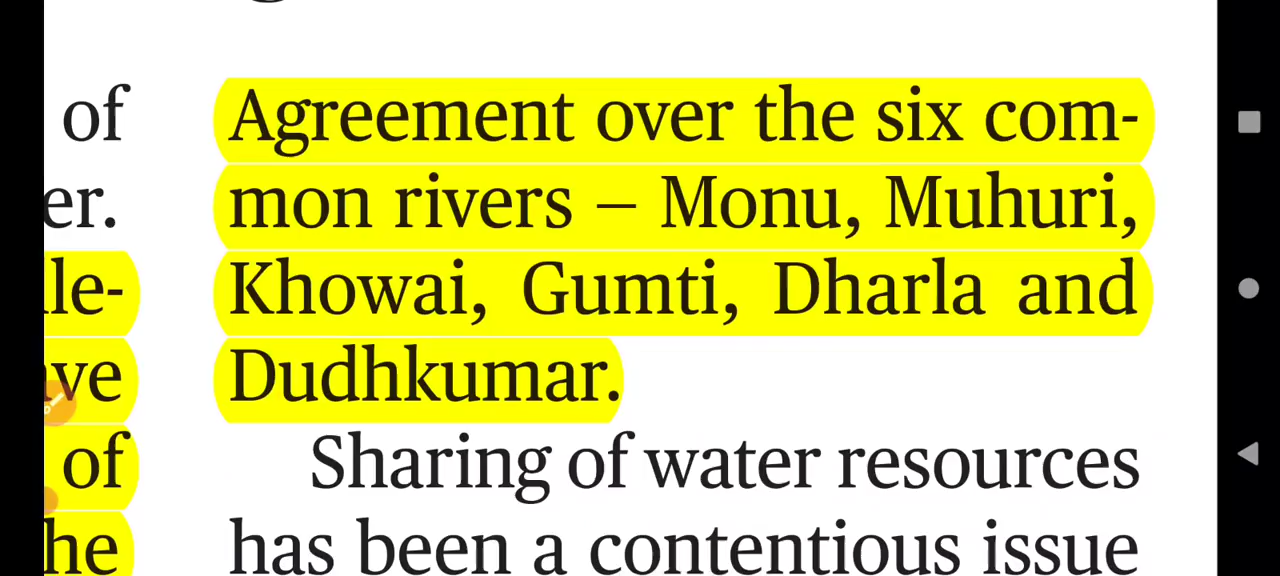 of
er.
le-
ve
of
he
Agreement over the six com-
mon rivers – Monu, Muhuri,
Khowai, Gumti, Dharla and
Dudhkumar.
Sharing of water resources
has been a contentious issue